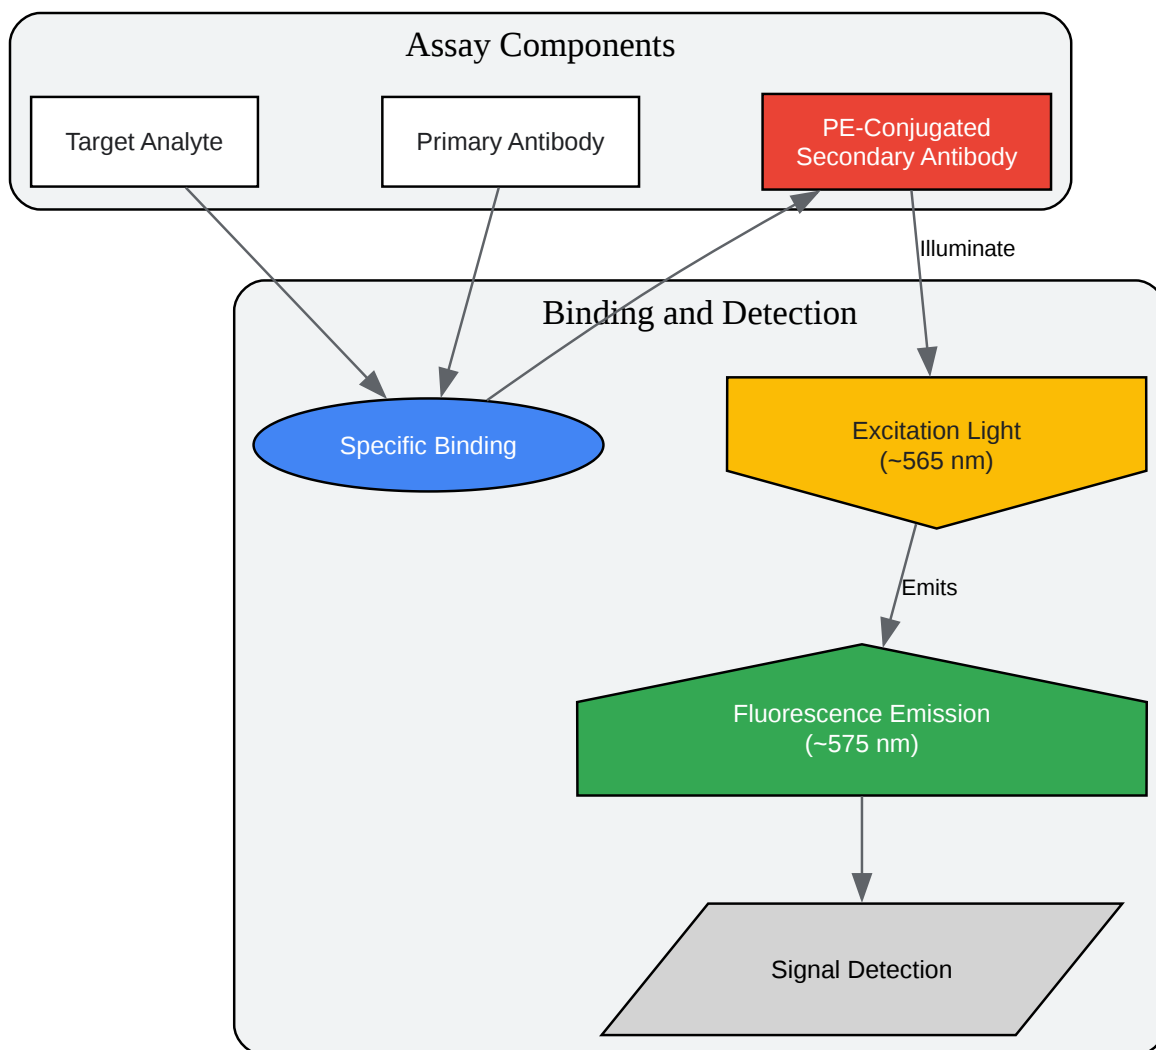 Assay Components
Target Analyte
Primary Antibody
PE-Conjugated
Secondary Antibody
Illuminate
Binding and Detection
Specific Binding
Excitation Light
(~565 nm)
Emits
Fluorescence Emission
(~575 nm)
Signal Detection